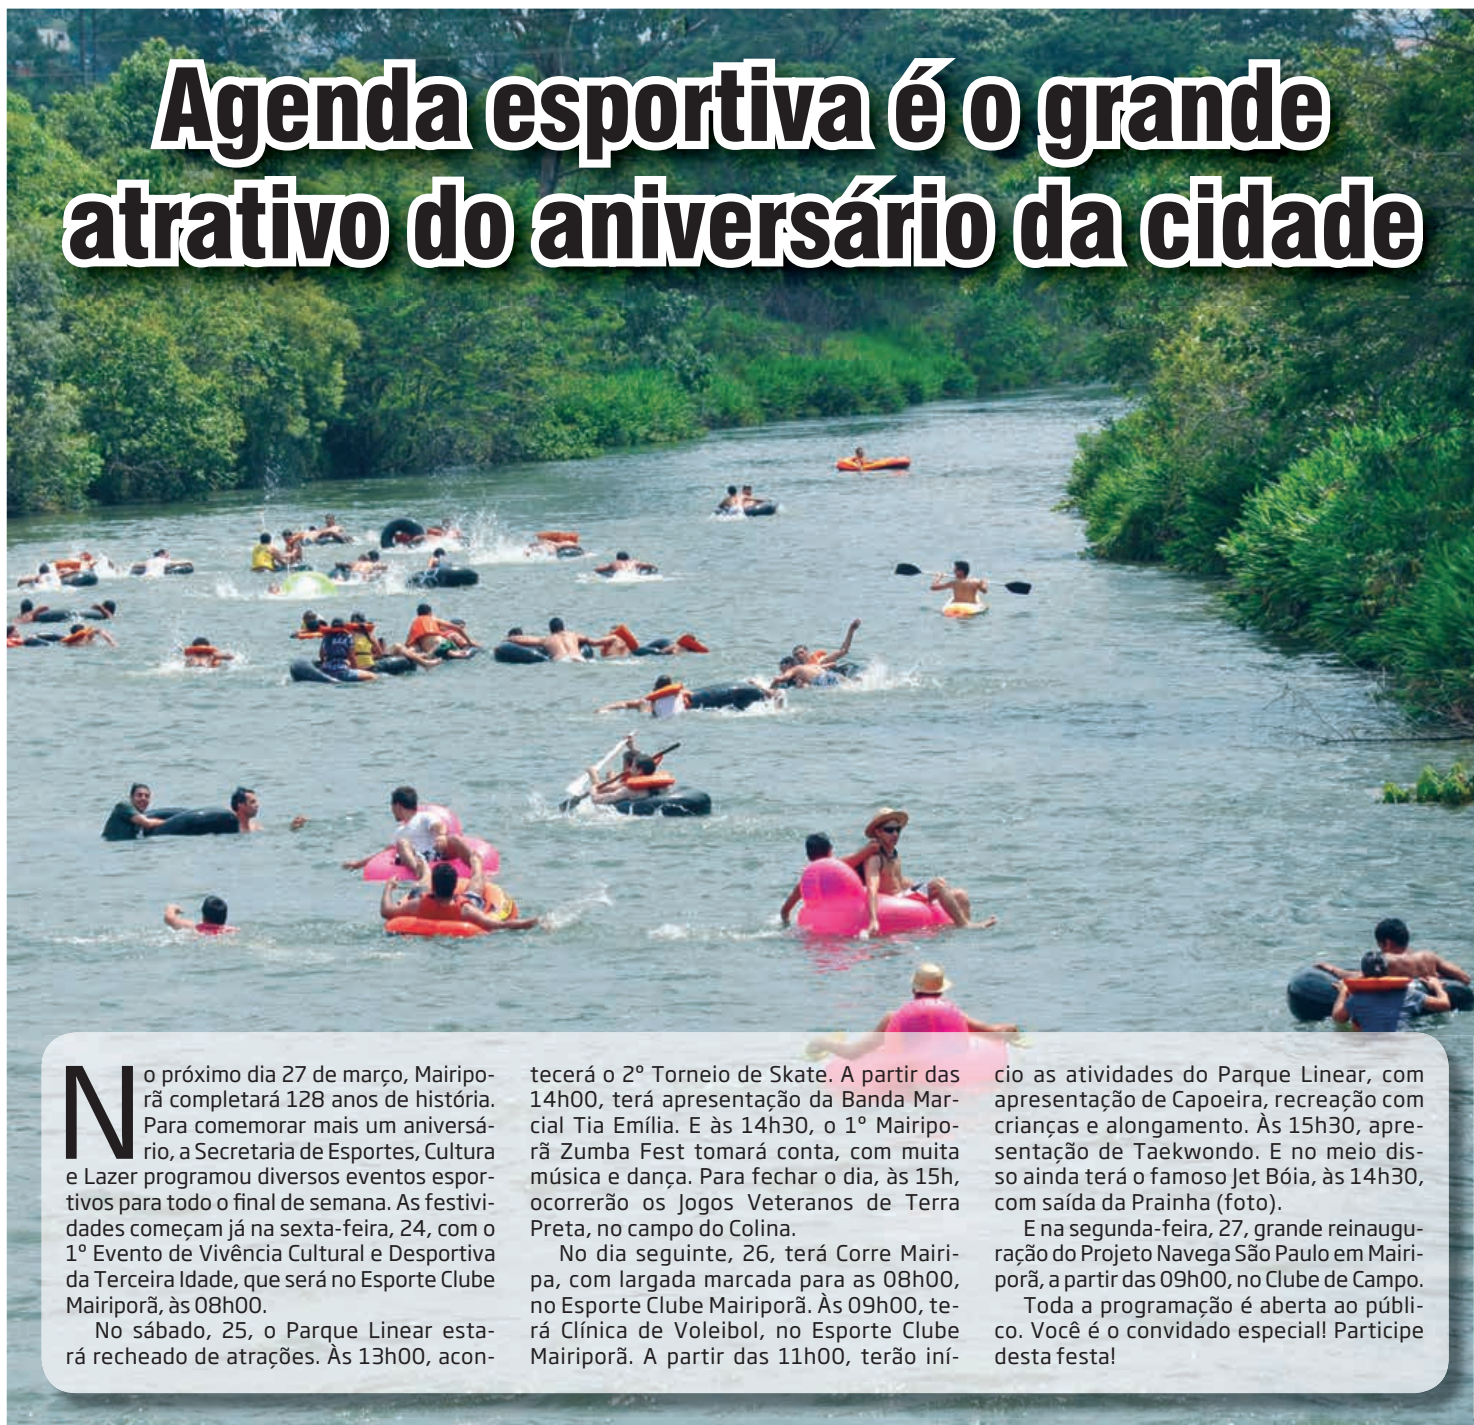 Agenda esportiva é o grande
atrativo do aniversário da cidade
No próximo dia 27 de março, Mairipo-
rã completará 128 anos de história.
Para comemorar mais um aniversá-
rio, a Secretaria de Esportes, Cultura
e Lazer programou diversos eventos espor-
tivos para todo o final de semana. As festivi-
dades começam já na sexta-feira, 24, com o
1º Evento de Vivência Cultural e Desportiva
da Terceira Idade, que será no Esporte Clube
Mairiporã, às 08h00.
No sábado, 25, o Parque Linear esta-
rá recheado de atrações. Às 13h00, acon-
tecerá o 2º Torneio de Skate. A partir das
14h00, terá apresentação da Banda Mar-
cial Tia Emília. E às 14h30, o 1º Mairipo-
rã Zumba Fest tomará conta, com muita
música e dança. Para fechar o dia, às 15h,
ocorrerão os Jogos Veteranos de Terra
Preta, no campo do Colina.
No dia seguinte, 26, terá Corre Mairi-
pa, com largada marcada para as 08h00,
no Esporte Clube Mairiporã. Às 09h00, te-
rá Clínica de Voleibol, no Esporte Clube
Mairiporã. A partir das 11h00, terão iní-
cio as atividades do Parque Linear, com
apresentação de Capoeira, recreação com
crianças e alongamento. Às 15h30, apre-
sentação de Taekwondo. E no meio dis-
so ainda terá o famoso Jet Bóia, às 14h30,
com saída da Prainha (foto).
E na segunda-feira, 27, grande reinaugu-
ração do Projeto Navega São Paulo em Mairi-
porã, a partir das 09h00, no Clube de Campo.
Toda a programação é aberta ao públi-
co. Você é o convidado especial! Participe
desta festa!